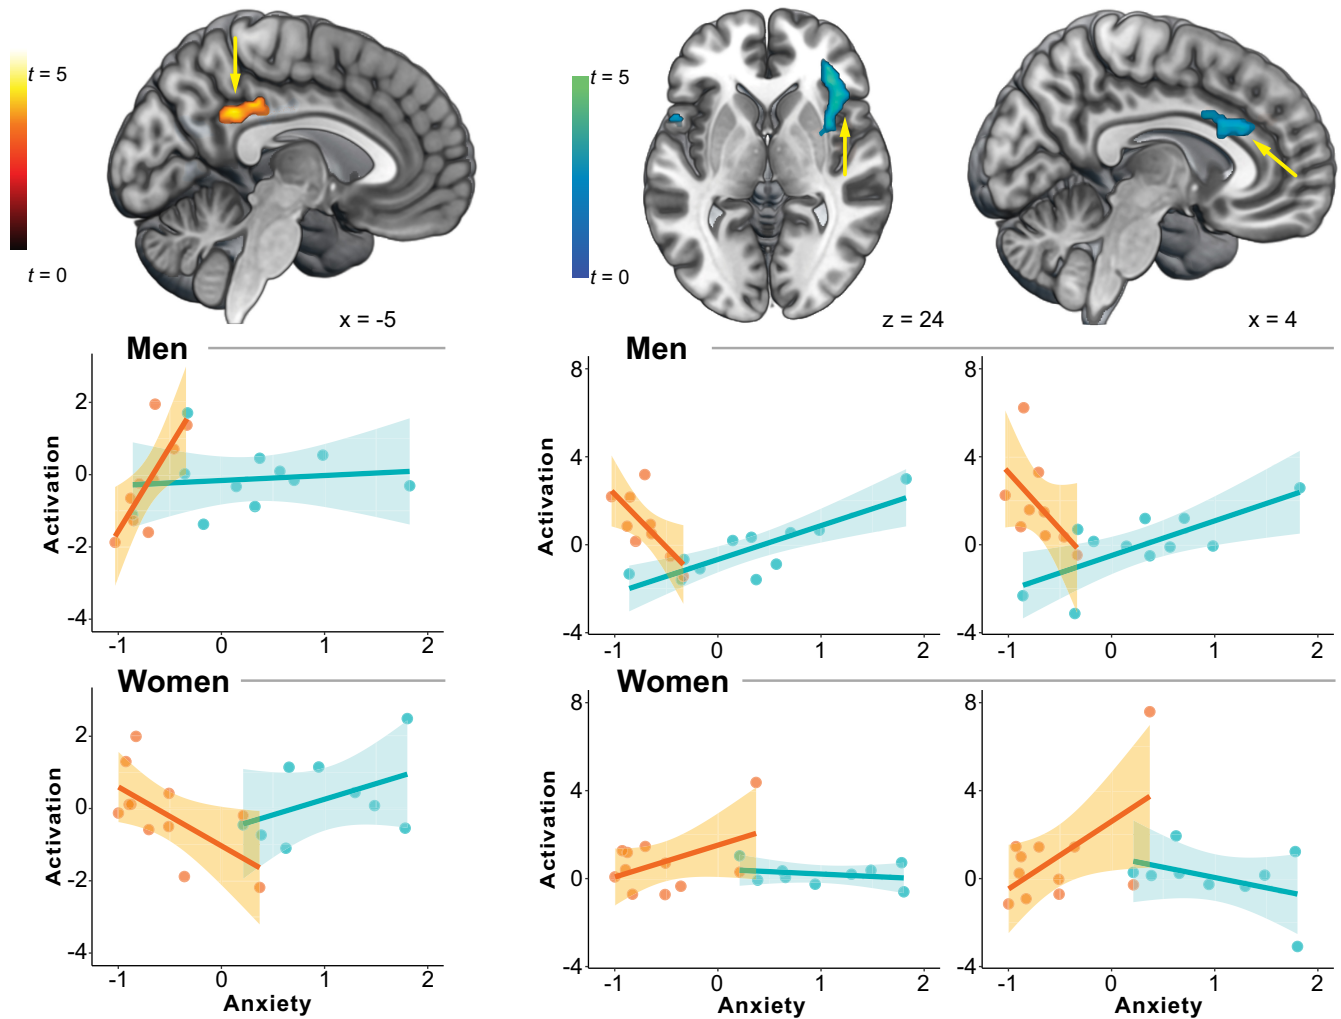 t = 5
t = 0
x = -5
t = 5
t = 0
z = 24
x = 4
Men
Activation
2
0
-2
-4
-1 0 1 2
Men
Activation
8
4
0
-4
-1 0 1 2
8
4
0
-4
-1 0 1 2
Women
Activation
2
0
-2
-4
-1 0 1 2
Anxiety
Women
Activation
8
4
0
-4
-1 0 1 2
Anxiety
8
4
0
-4
-1 0 1 2
Anxiety